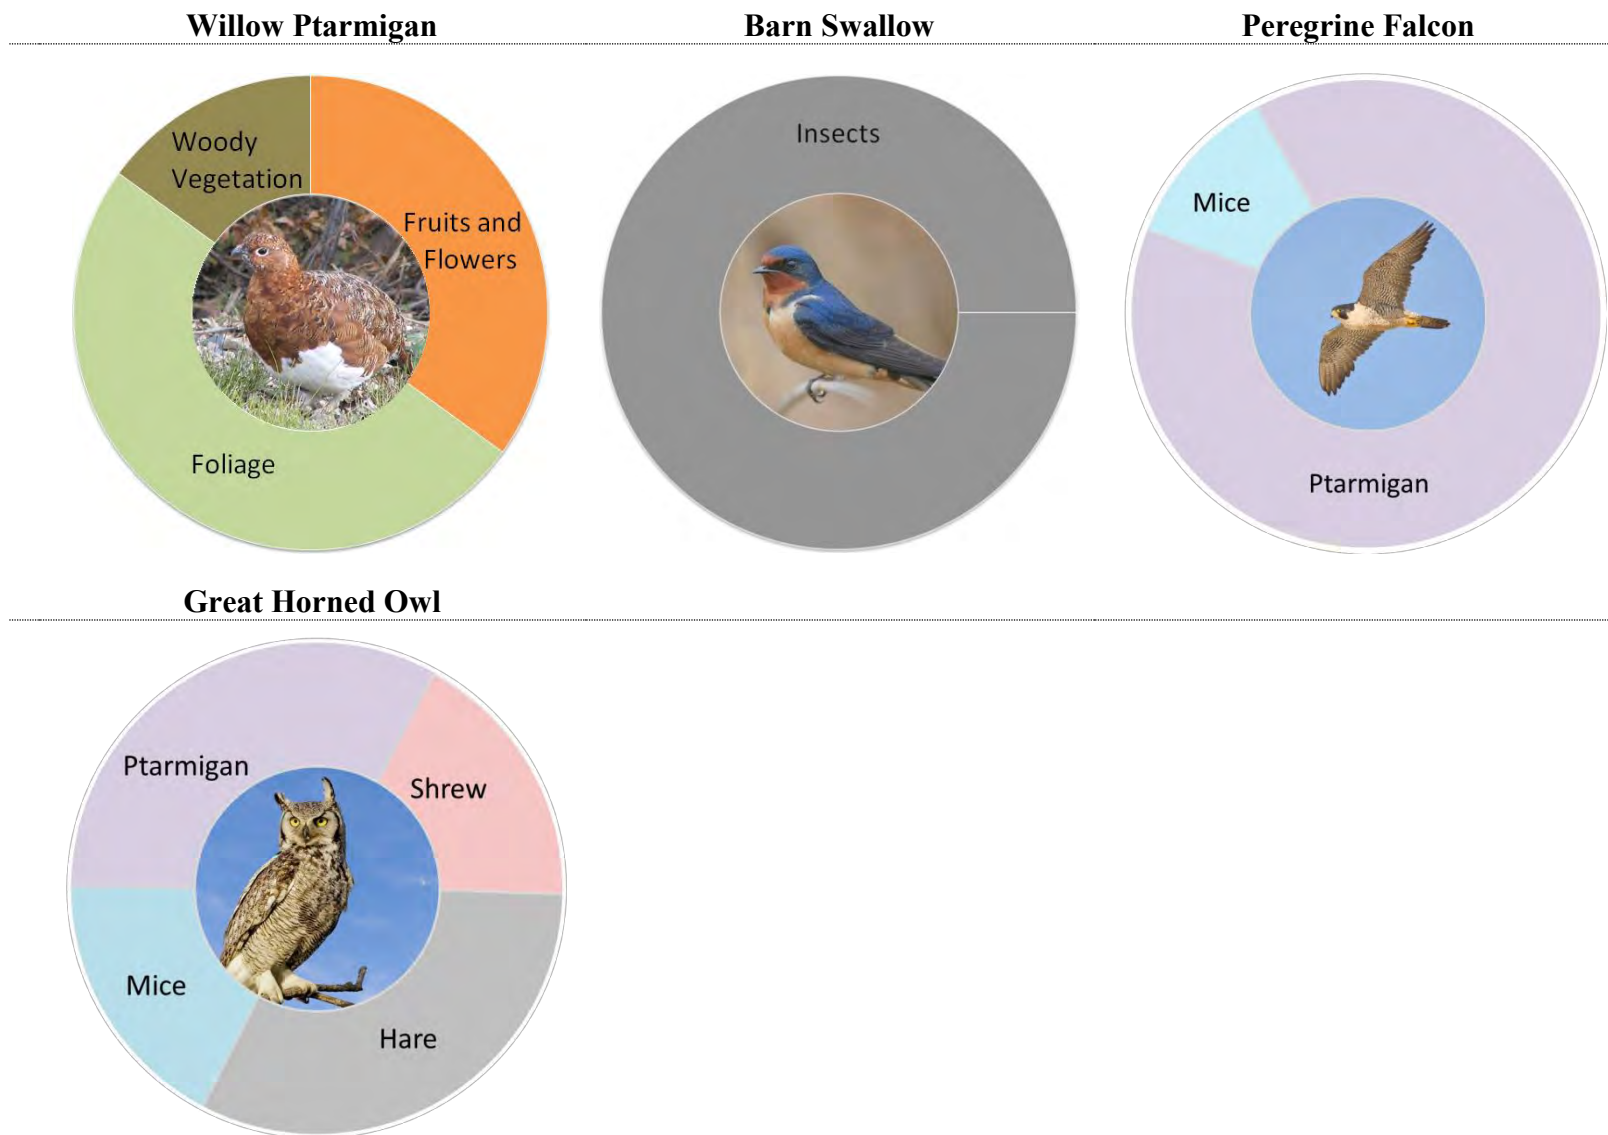 Willow Ptarmigan
Barn Swallow
Peregrine Falcon
Woody
Vegetation
Fruits and
Flowers
Foliage
Insects
Mice
Ptarmigan
Great Horned Owl
Ptarmigan
Shrew
Mice
Hare